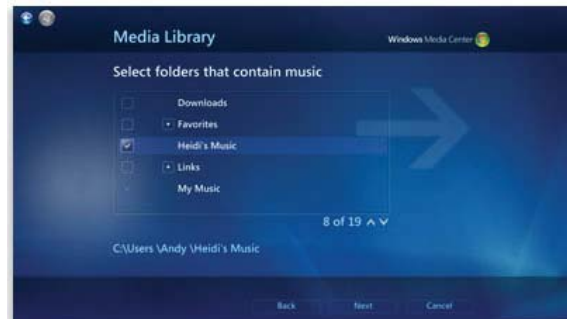 Media Library
Windows Media Center
Select folders that contain music
Downloads
Favorites
Heidi's Music
Links
My Music
8 of 19
C:\Users \Andy \Heidi's Music
Back Next Cancel